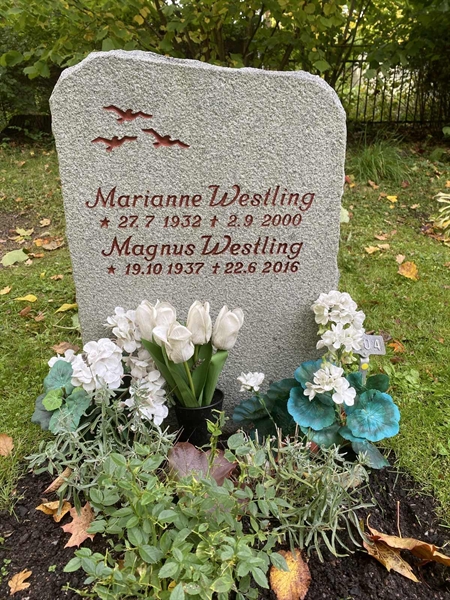 Marianne Westling
* 27.7 1932 † 2.9 2000
Magnus Westling
* 19.10 1937 † 22.6 2016